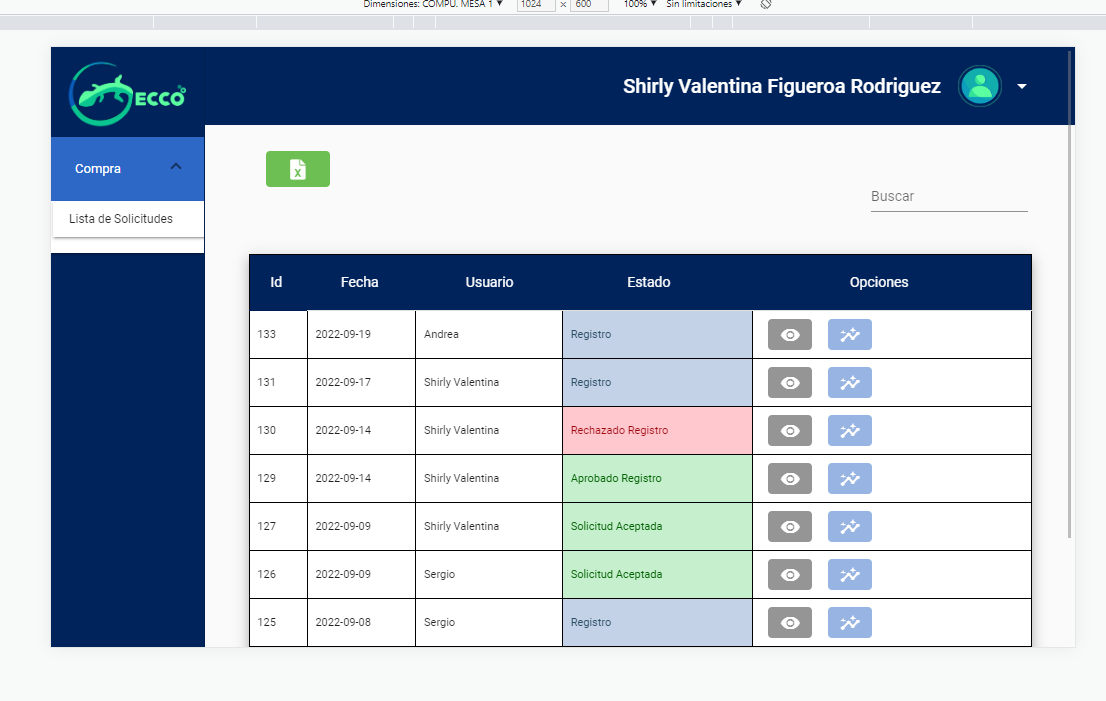 Dimensiones: COMPU. MESA 1 ▼ 1024 x 600 100% ▼ Sin limitaciones ▼
ECCO
Shirly Valentina Figueroa Rodriguez
Compra
Lista de Solicitudes
Buscar
Id Fecha Usuario Estado Opciones
133 2022-09-19 Andrea Registro
131 2022-09-17 Shirly Valentina Registro
130 2022-09-14 Shirly Valentina Rechazado Registro
129 2022-09-14 Shirly Valentina Aprobado Registro
127 2022-09-09 Shirly Valentina Solicitud Aceptada
126 2022-09-09 Sergio Solicitud Aceptada
125 2022-09-08 Sergio Registro